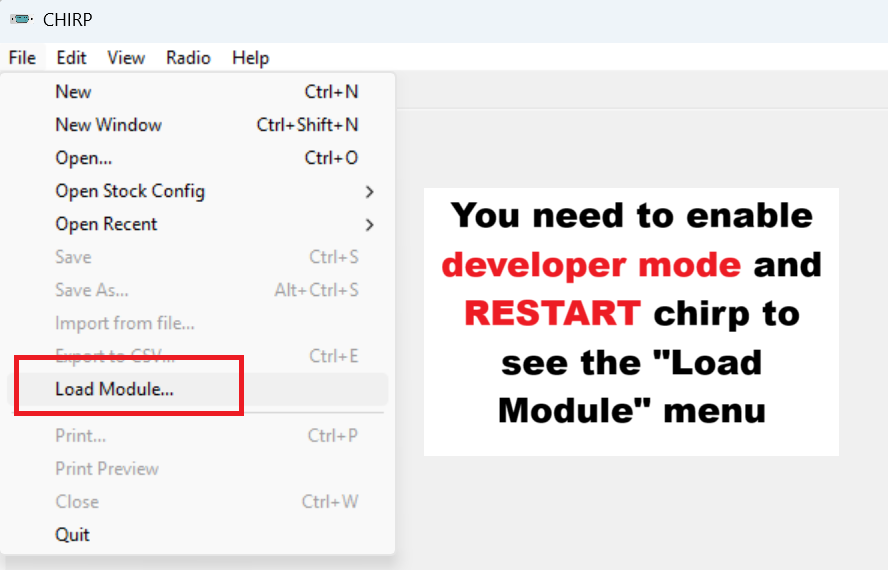 CHIRP
File Edit View Radio Help
New Ctrl+N
New Window Ctrl+Shift+N
Open... Ctrl+O
Open Stock Config
Open Recent
Save Ctrl+S
Save As... Alt+Ctrl+S
Import from file...
Export to CSV... Ctrl+E
Load Module...
Print... Ctrl+P
Print Preview
Close Ctrl+W
Quit
You need to enable
developer mode and
RESTART chirp to
see the "Load
Module" menu